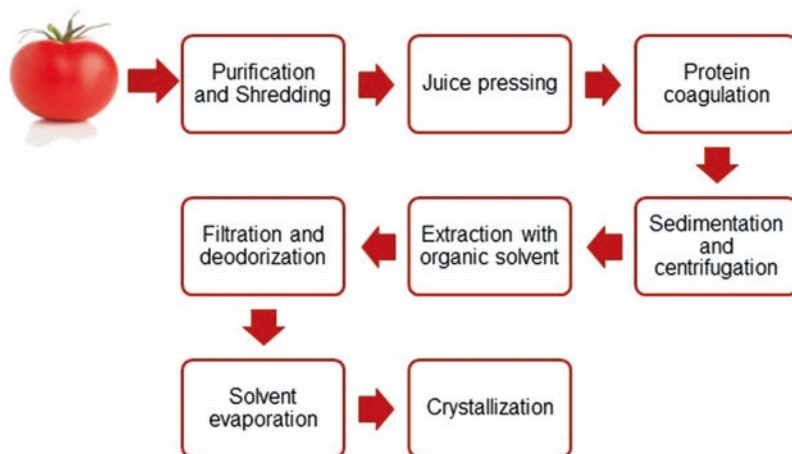 Purification
and Shredding
Juice pressing
Protein
coagulation
Sedimentation
and
centrifugation
Extraction with
organic solvent
Filtration and
deodorization
Solvent
evaporation
Crystallization